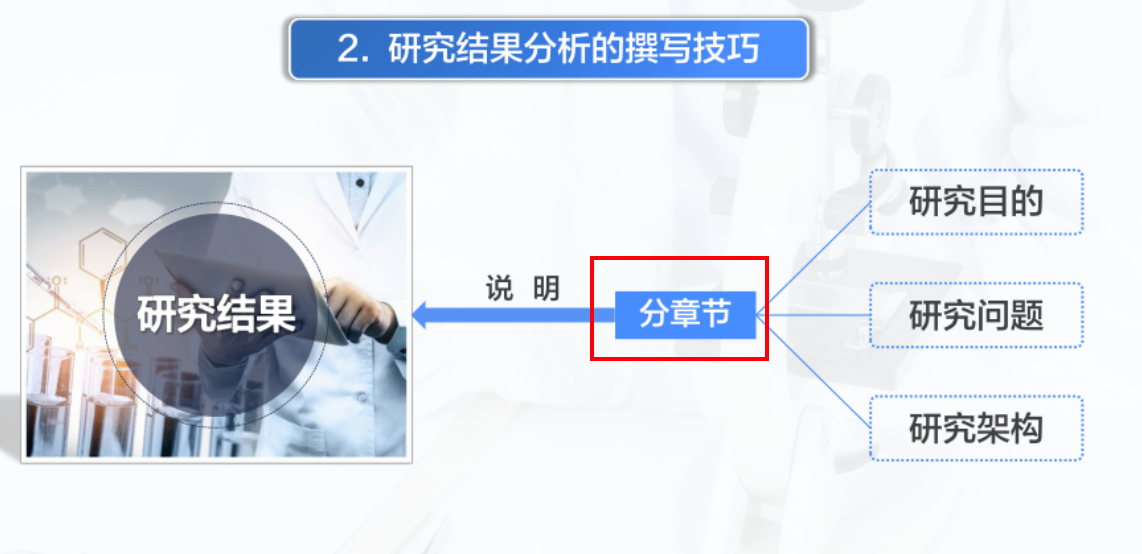 2. 研究结果分析的撰写技巧
研究结果
说 明
分章节
研究目的
研究问题
研究架构